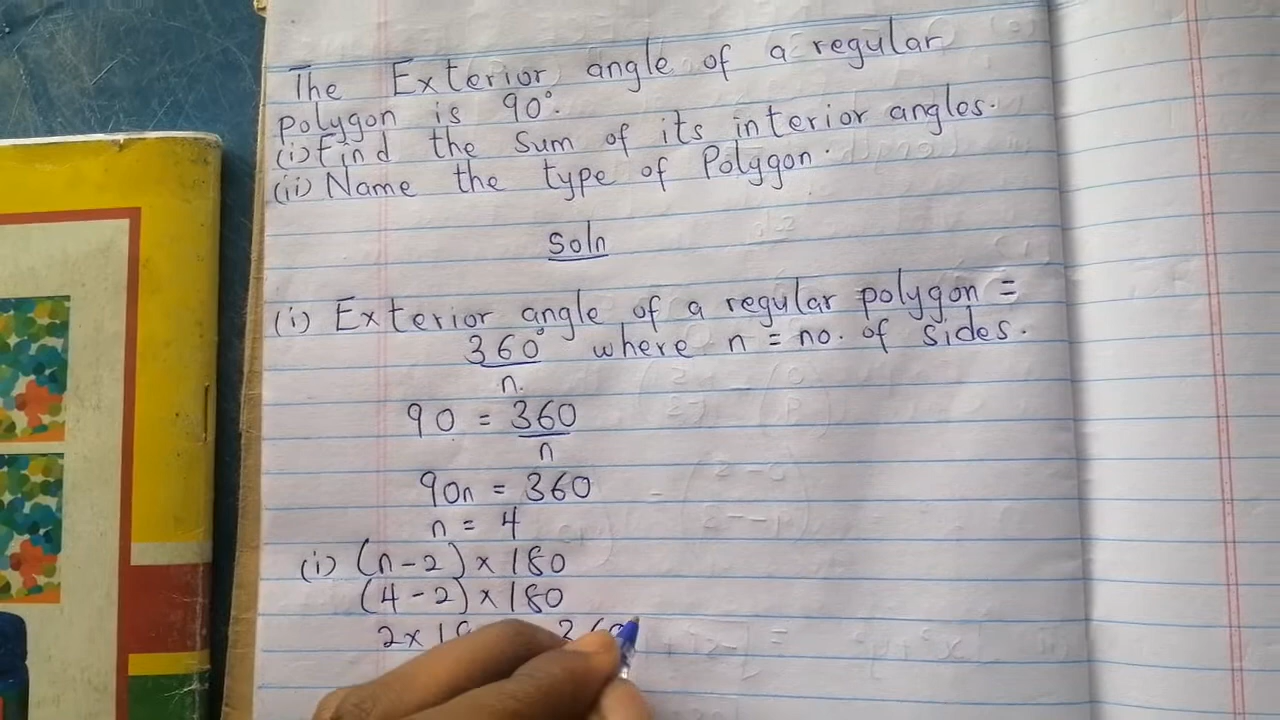 The Exterior angle of a regular
polygon is 90°.
(i) Find the sum of its interior angles.
(ii) Name the type of Polygon.
Soln
(i) Exterior angle of a regular polygon =
360° where n = no. of sides.
n.
90 = 360
n
90n = 360
n = 4
(i) (n-2) × 180
(4-2) × 180
2×